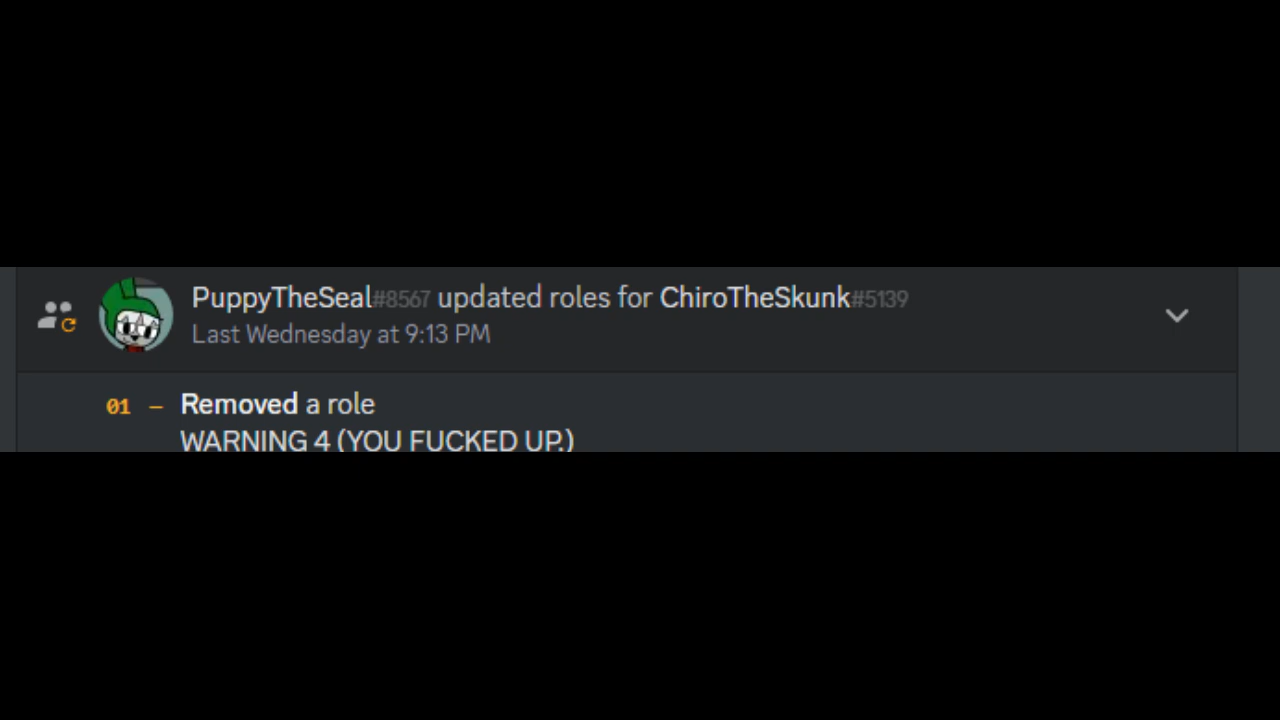 PuppyTheSeal#8567 updated roles for ChiroTheSkunk#5139
Last Wednesday at 9:13 PM
01 – Removed a role
WARNING 4 (YOU FUCKED UP.)